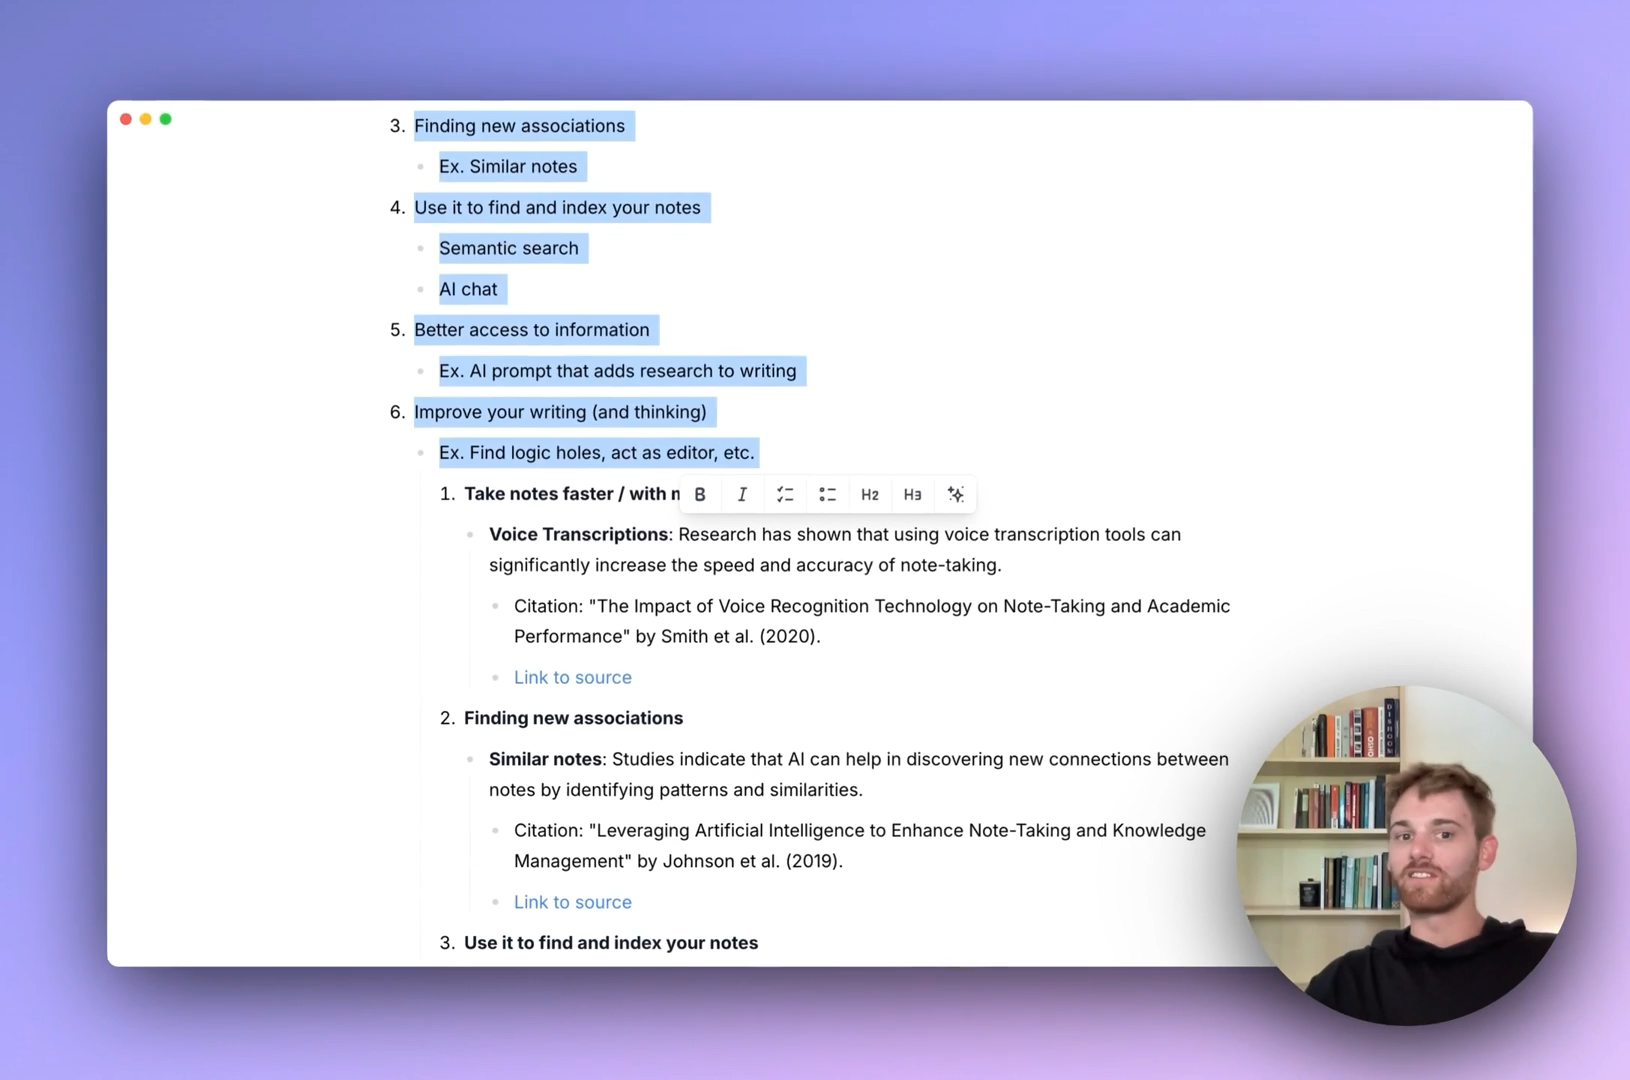 3. Finding new associations
Ex. Similar notes
4. Use it to find and index your notes
Semantic search
AI chat
5. Better access to information
Ex. AI prompt that adds research to writing
6. Improve your writing (and thinking)
Ex. Find logic holes, act as editor, etc.
1. Take notes faster / with
B I H2 H3
Voice Transcriptions: Research has shown that using voice transcription tools can
significantly increase the speed and accuracy of note-taking.
Citation: "The Impact of Voice Recognition Technology on Note-Taking and Academic
Performance" by Smith et al. (2020).
Link to source
2. Finding new associations
Similar notes: Studies indicate that AI can help in discovering new connections between
notes by identifying patterns and similarities.
Citation: "Leveraging Artificial Intelligence to Enhance Note-Taking and Knowledge
Management" by Johnson et al. (2019).
Link to source
3. Use it to find and index your notes
DISHOOM